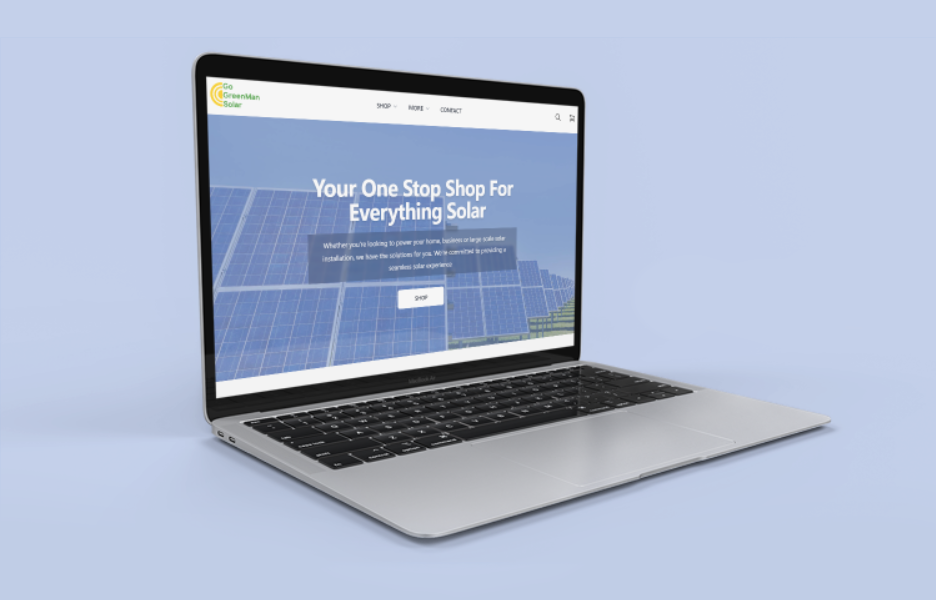 Go
GreenMan
Solar
SHOP
MORE
CONTACT
Your One Stop Shop For
Everything Solar
Whether you're looking to power your home, business or large scale solar
installation, we have the solutions for you. We're committed to providing a
seamless solar experience
SHOP